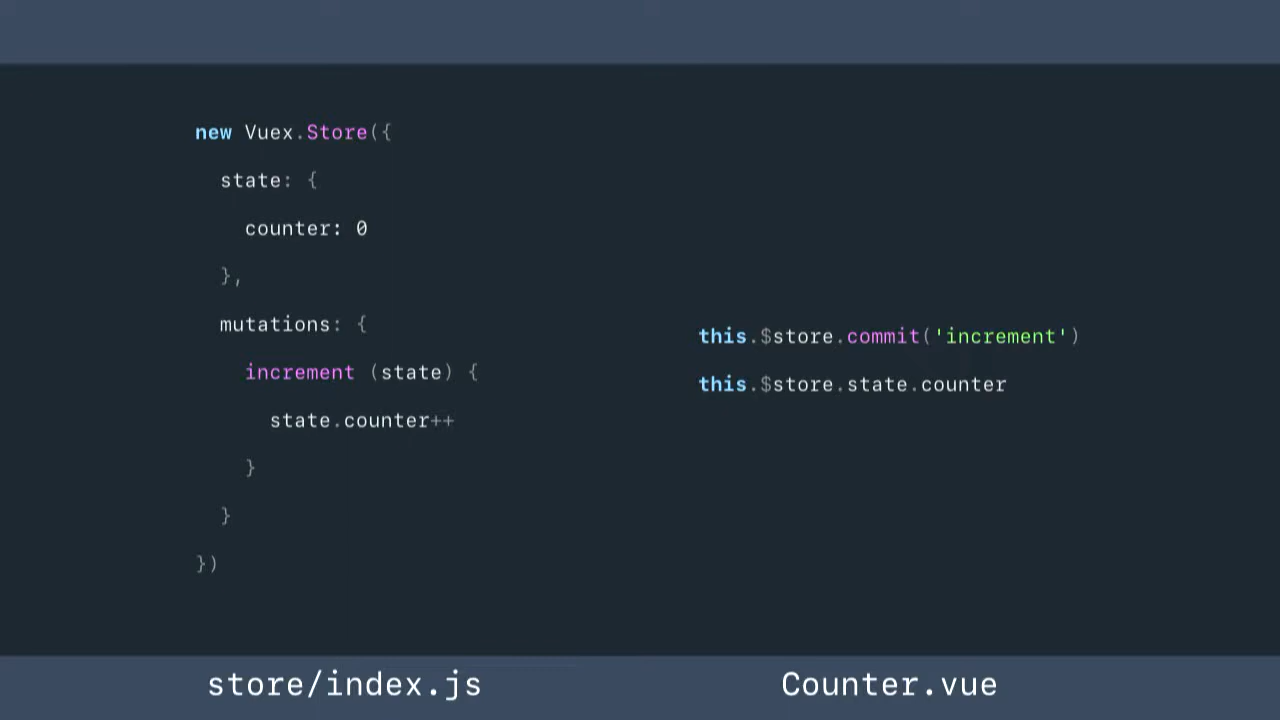 new Vuex.Store({
  state: {
    counter: 0
  },
  mutations: {
    increment (state) {
      state.counter++
    }
  }
})
this.$store.commit('increment')
this.$store.state.counter
store/index.js
Counter.vue